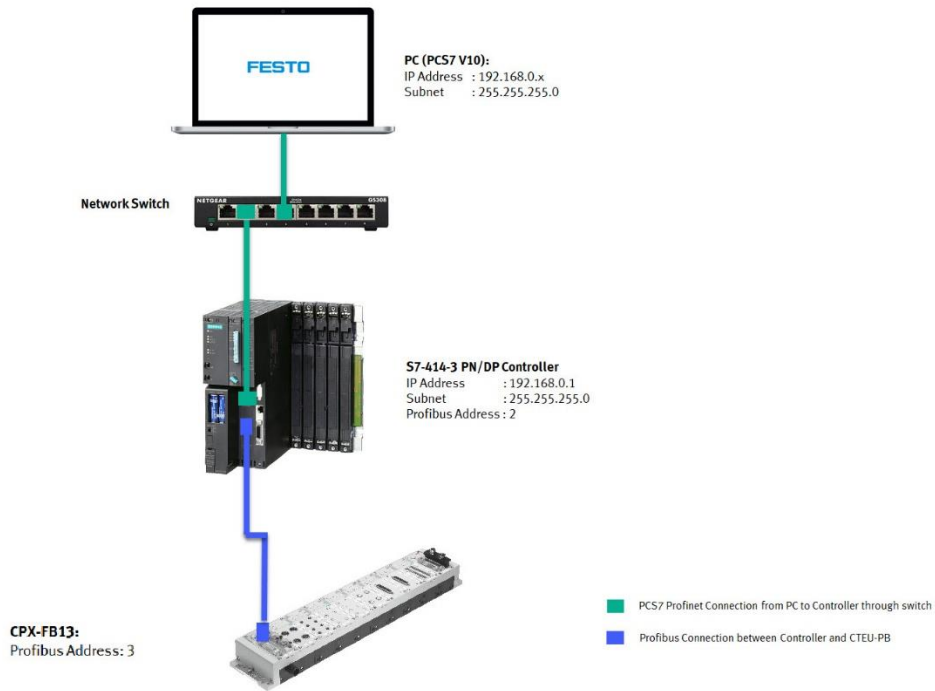 FESTO
PC (PCS7 V10):
IP Address : 192.168.0.x
Subnet : 255.255.255.0
Network Switch
NETGEAR
GS308
S7-414-3 PN/DP Controller
IP Address : 192.168.0.1
Subnet : 255.255.255.0
Profibus Address : 2
CPX-FB13:
Profibus Address: 3
PCS7 Profinet Connection from PC to Controller through switch
Profibus Connection between Controller and CTEU-PB